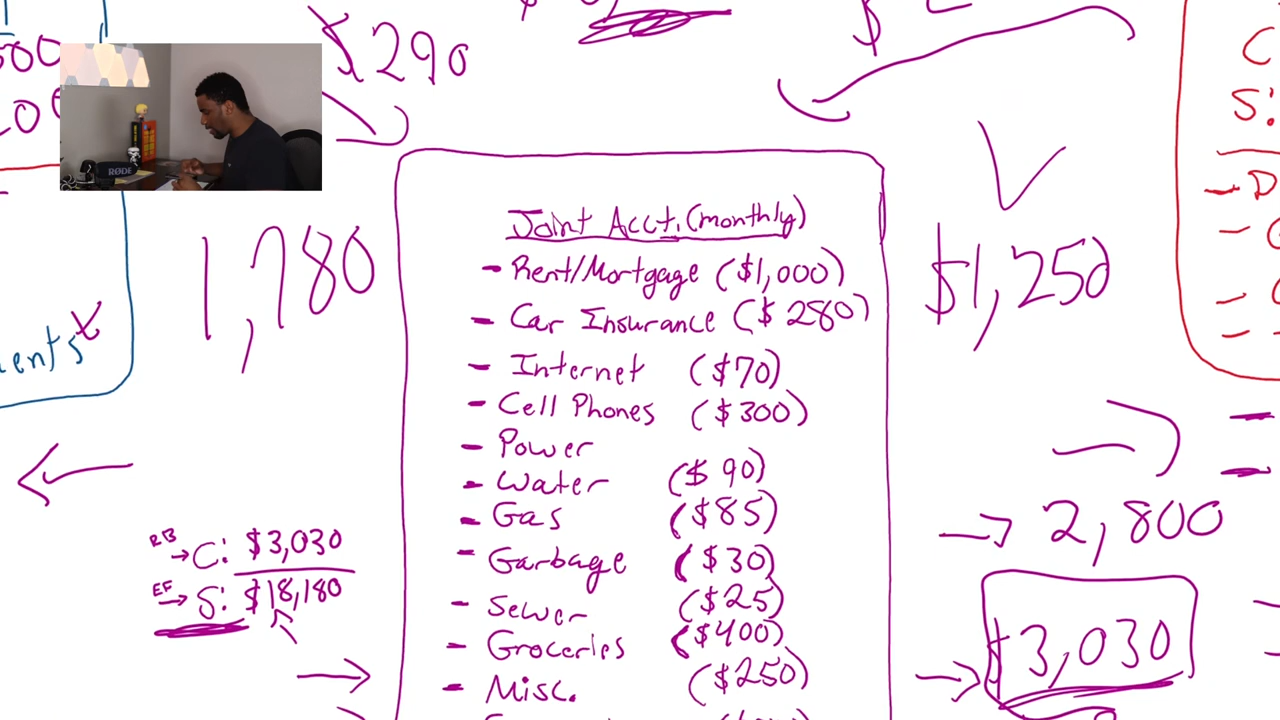 $290
500
RØDE
Joint Acct. (monthly)
- Rent/Mortgage ($1,000)
- Car Insurance ($280)
- Internet ($70)
- Cell Phones ($300)
- Power
- Water ($90)
- Gas ($85)
- Garbage ($30)
- Sewer ($25)
- Groceries ($400)
- Misc. ($250)
1,780
$1,250
→ 2,800
→ $3,030
RB → C: $3,030
EF → S: $18,180
C
S:
- D